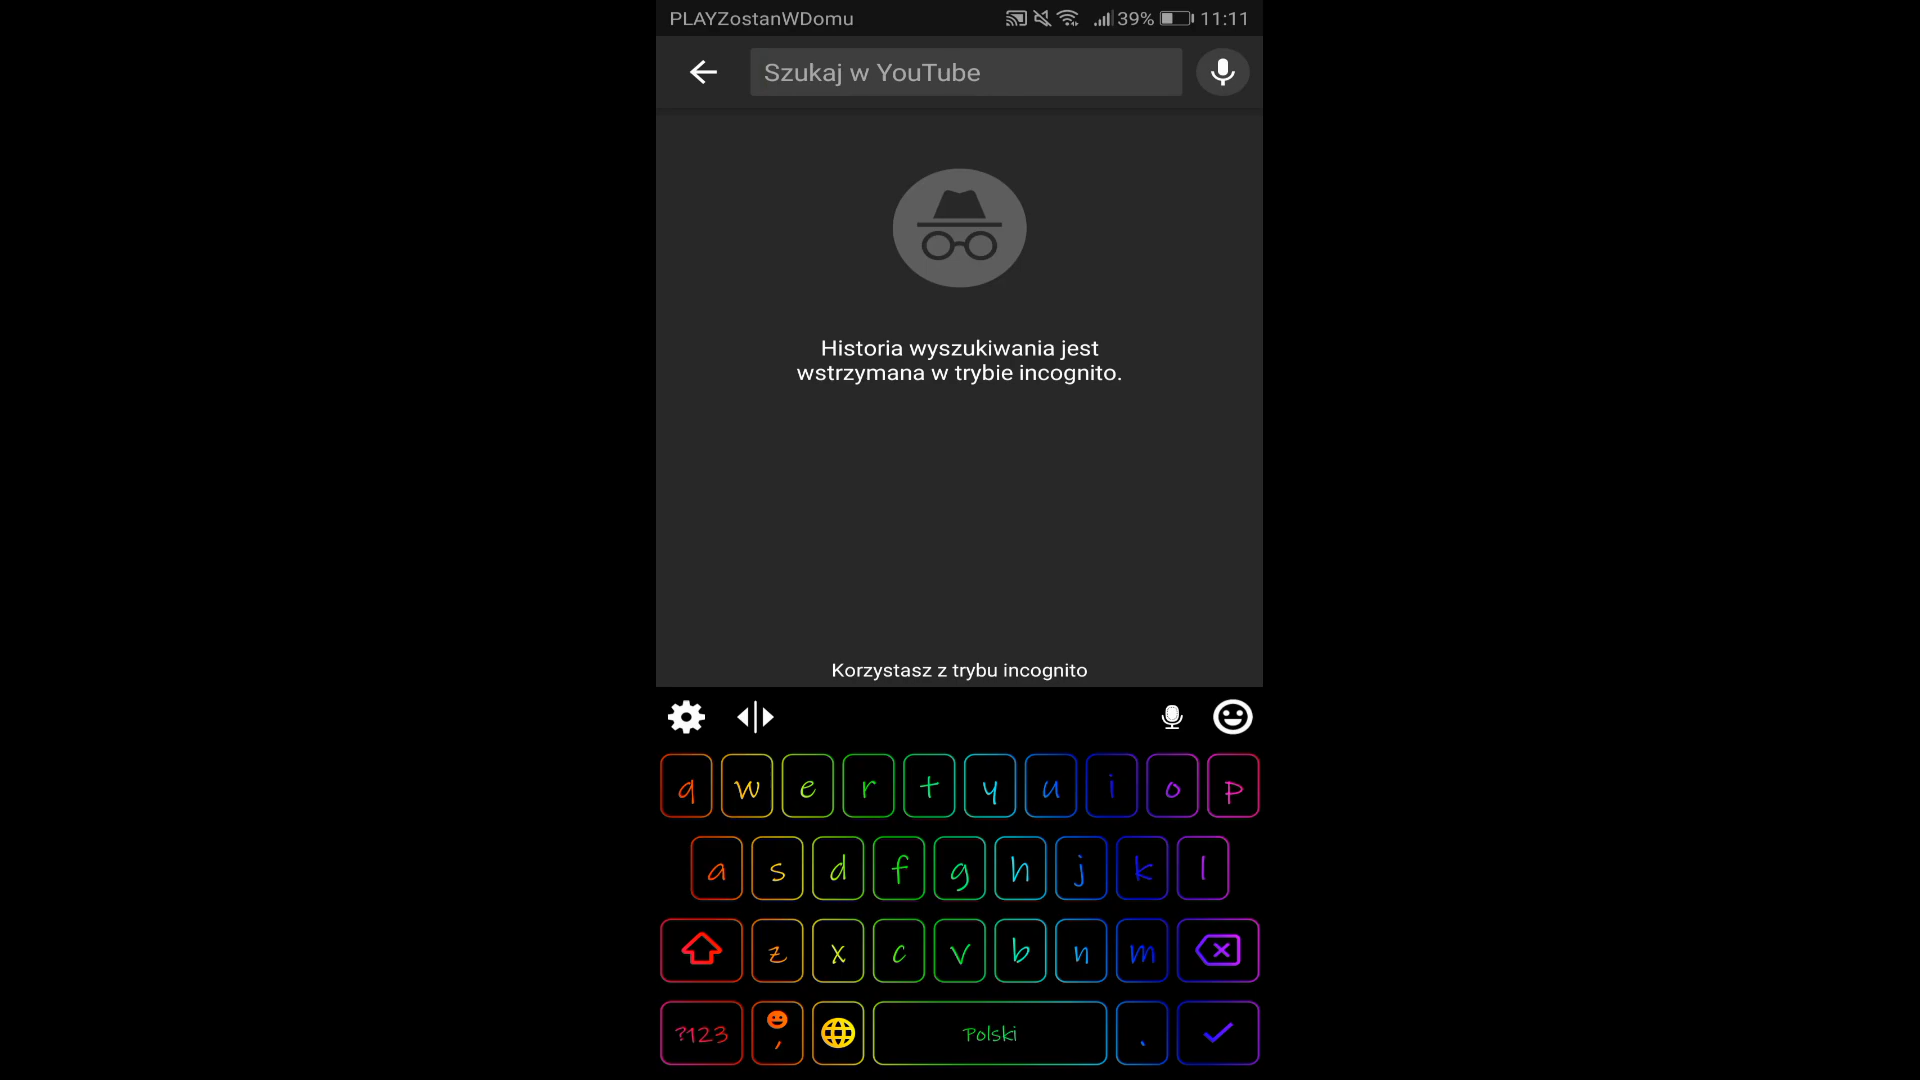 PLAYZostanWDomu 39% 11:11
Szukaj w YouTube
Historia wyszukiwania jest
wstrzymana w trybie incognito.
Korzystasz z trybu incognito
q w e r t y u i o p
a s d f g h j k l
z x c v b n m
?123 , Polski .